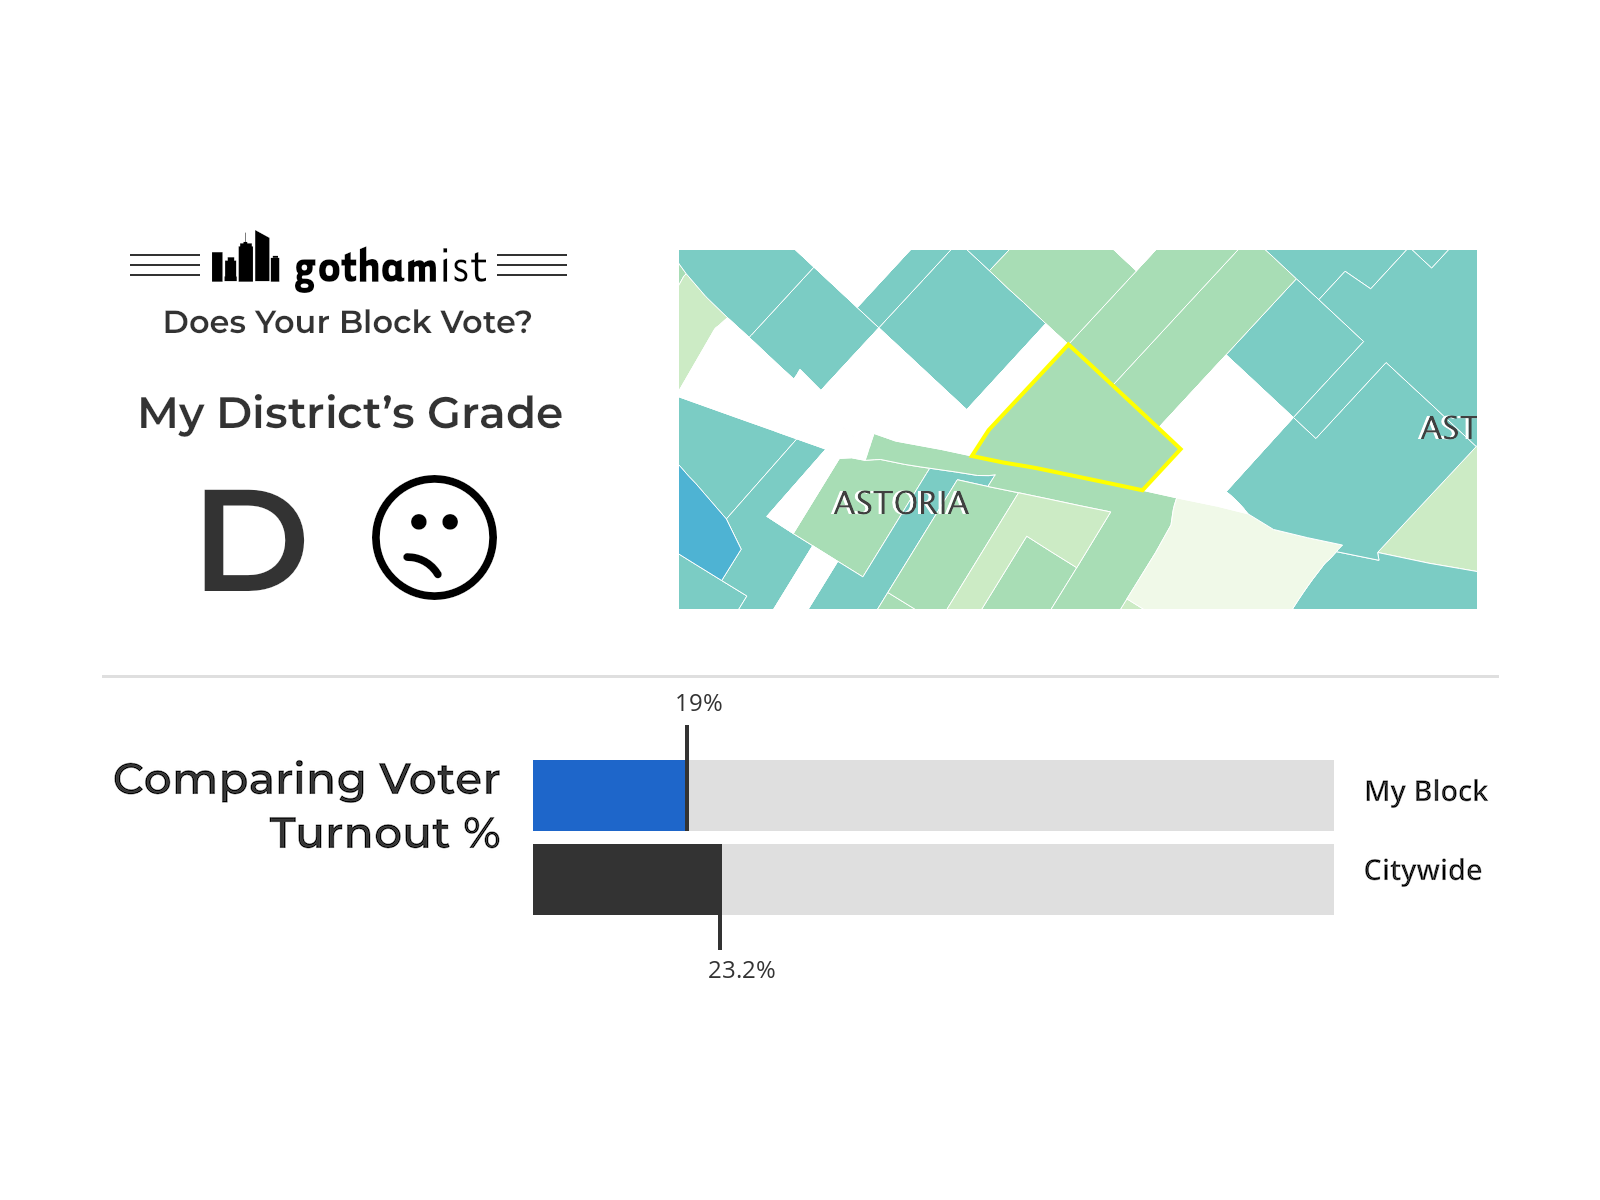 gothamist
Does Your Block Vote?
My District's Grade
D
AST
ASTORIA
19%
Comparing Voter
Turnout %
My Block
Citywide
23.2%